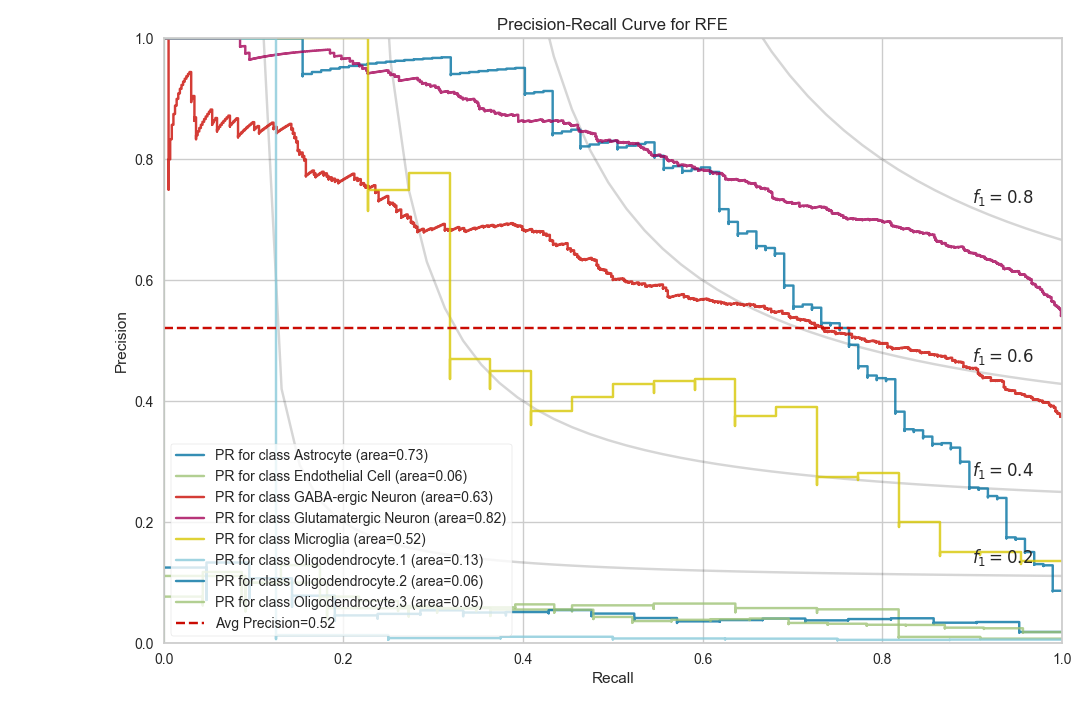 Precision-Recall Curve for RFE
1.0
0.8
0.6
0.4
0.2
0.0
Precision
f1 = 0.8
f1 = 0.6
f1 = 0.4
f1 = 0.2
PR for class Astrocyte (area=0.73)
PR for class Endothelial Cell (area=0.06)
PR for class GABA-ergic Neuron (area=0.63)
PR for class Glutamatergic Neuron (area=0.82)
PR for class Microglia (area=0.52)
PR for class Oligodendrocyte.1 (area=0.13)
PR for class Oligodendrocyte.2 (area=0.06)
PR for class Oligodendrocyte.3 (area=0.05)
Avg Precision=0.52
0.0 0.2 0.4 0.6 0.8 1.0
Recall